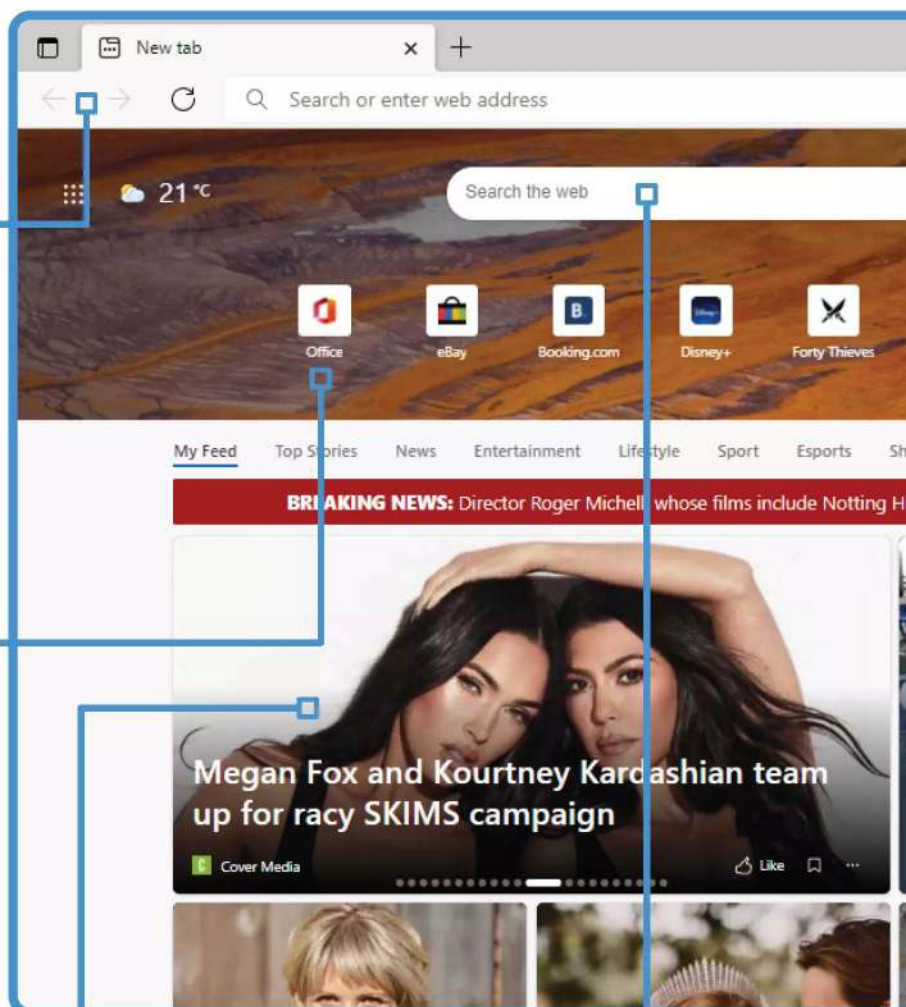 New tab
Search or enter web address
21 °C
Search the web
B.
Disney+
Office
eBay
Booking.com
Disney+
Forty Thieves
My Feed
Top Stories
News
Entertainment
Lifestyle
Sport
Esports
Sh
BREAKING NEWS: Director Roger Michell whose films include Notting H
Megan Fox and Kourtney Kardashian team
up for racy SKIMS campaign
C Cover Media
Like